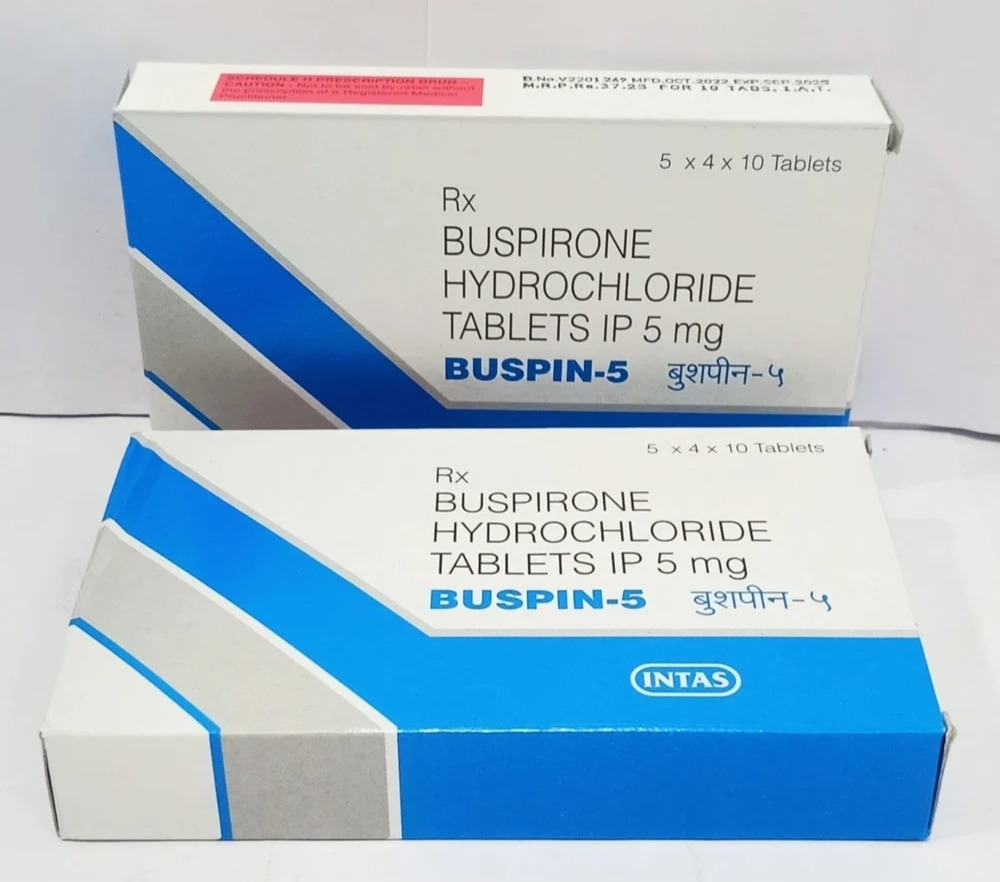 SCHEDULE H PRESCRIPTION DRUG
CAUTION : Not to be sold by retail without
the prescription of a Registered Medical
Practitioner.
B.No.V2201269 MFD.OCT.2022 EXP.SEP.2025
M.R.P.Rs.37.25 FOR 10 TABS. I.A.T.
5 x 4 x 10 Tablets
Rx
BUSPIRONE
HYDROCHLORIDE
TABLETS IP 5 mg
BUSPIN-5 बुशपीन-५
5 x 4 x 10 Tablets
Rx
BUSPIRONE
HYDROCHLORIDE
TABLETS IP 5 mg
BUSPIN-5 बुशपीन-५
INTAS